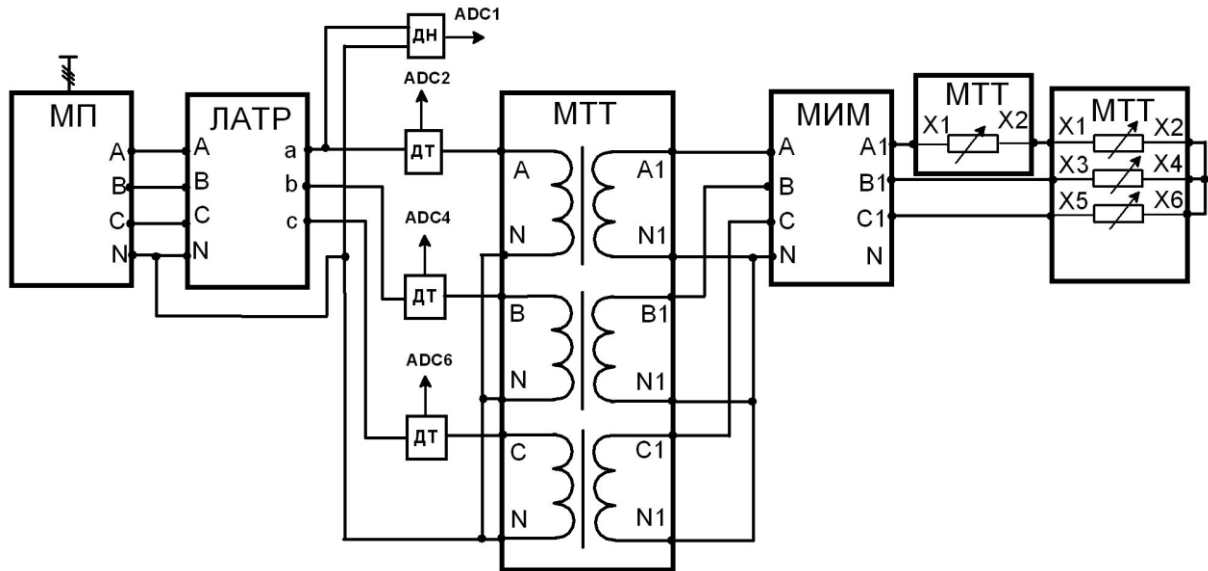 МП
A
B
C
N
ЛАТР
A
B
C
N
a
b
c
ADC1
ДН
ADC2
ДТ
ADC4
ДТ
ADC6
ДТ
МТТ
A
N
B
N
C
N
A1
N1
B1
N1
C1
N1
МИМ
A
B
C
N
A1
B1
C1
N
МТТ
X1
X2
МТТ
X1
X2
X3
X4
X5
X6